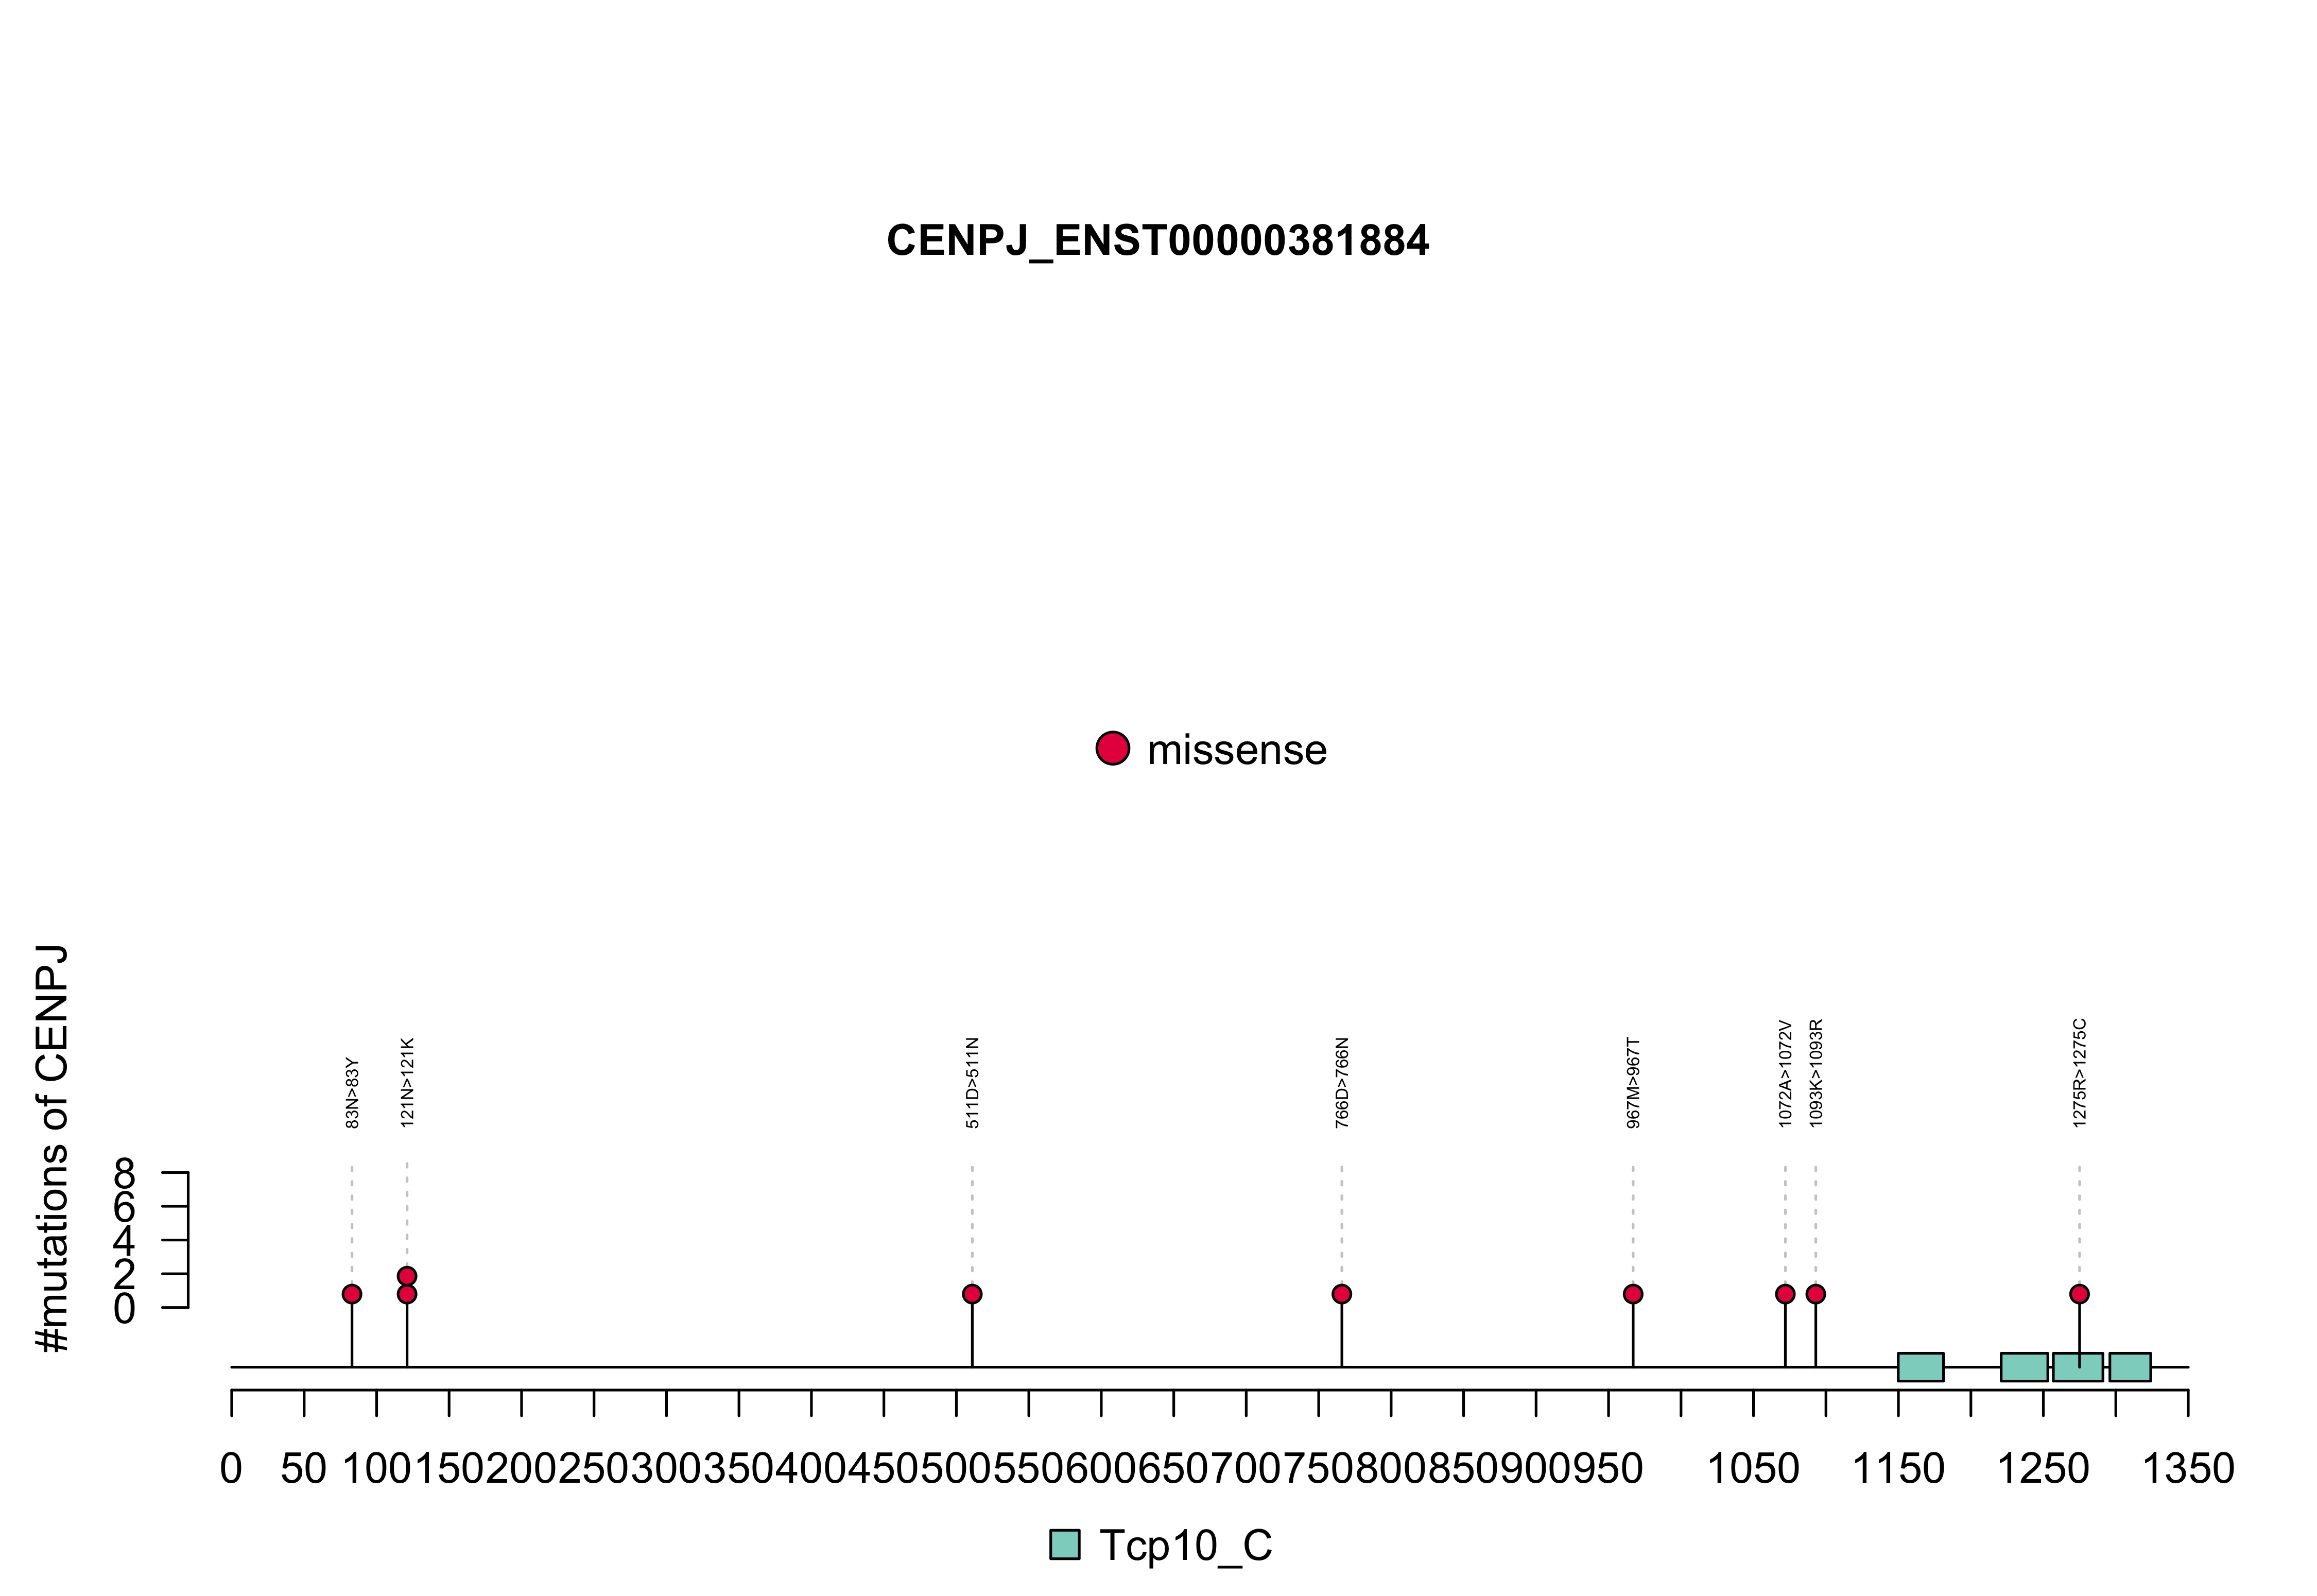 CENPJ_ENST00000381884
missense
#mutations of CENPJ
83N>83Y
121N>121K
511D>511N
766D>766N
967M>967T
1072A>1072V
1093K>1093R
1275R>1275C
8
6
4
2
0
0 50 100 150 200 250 300 350 400 450 500 550 600 650 700 750 800 850 900 950 1050 1150 1250 1350
Tcp10_C